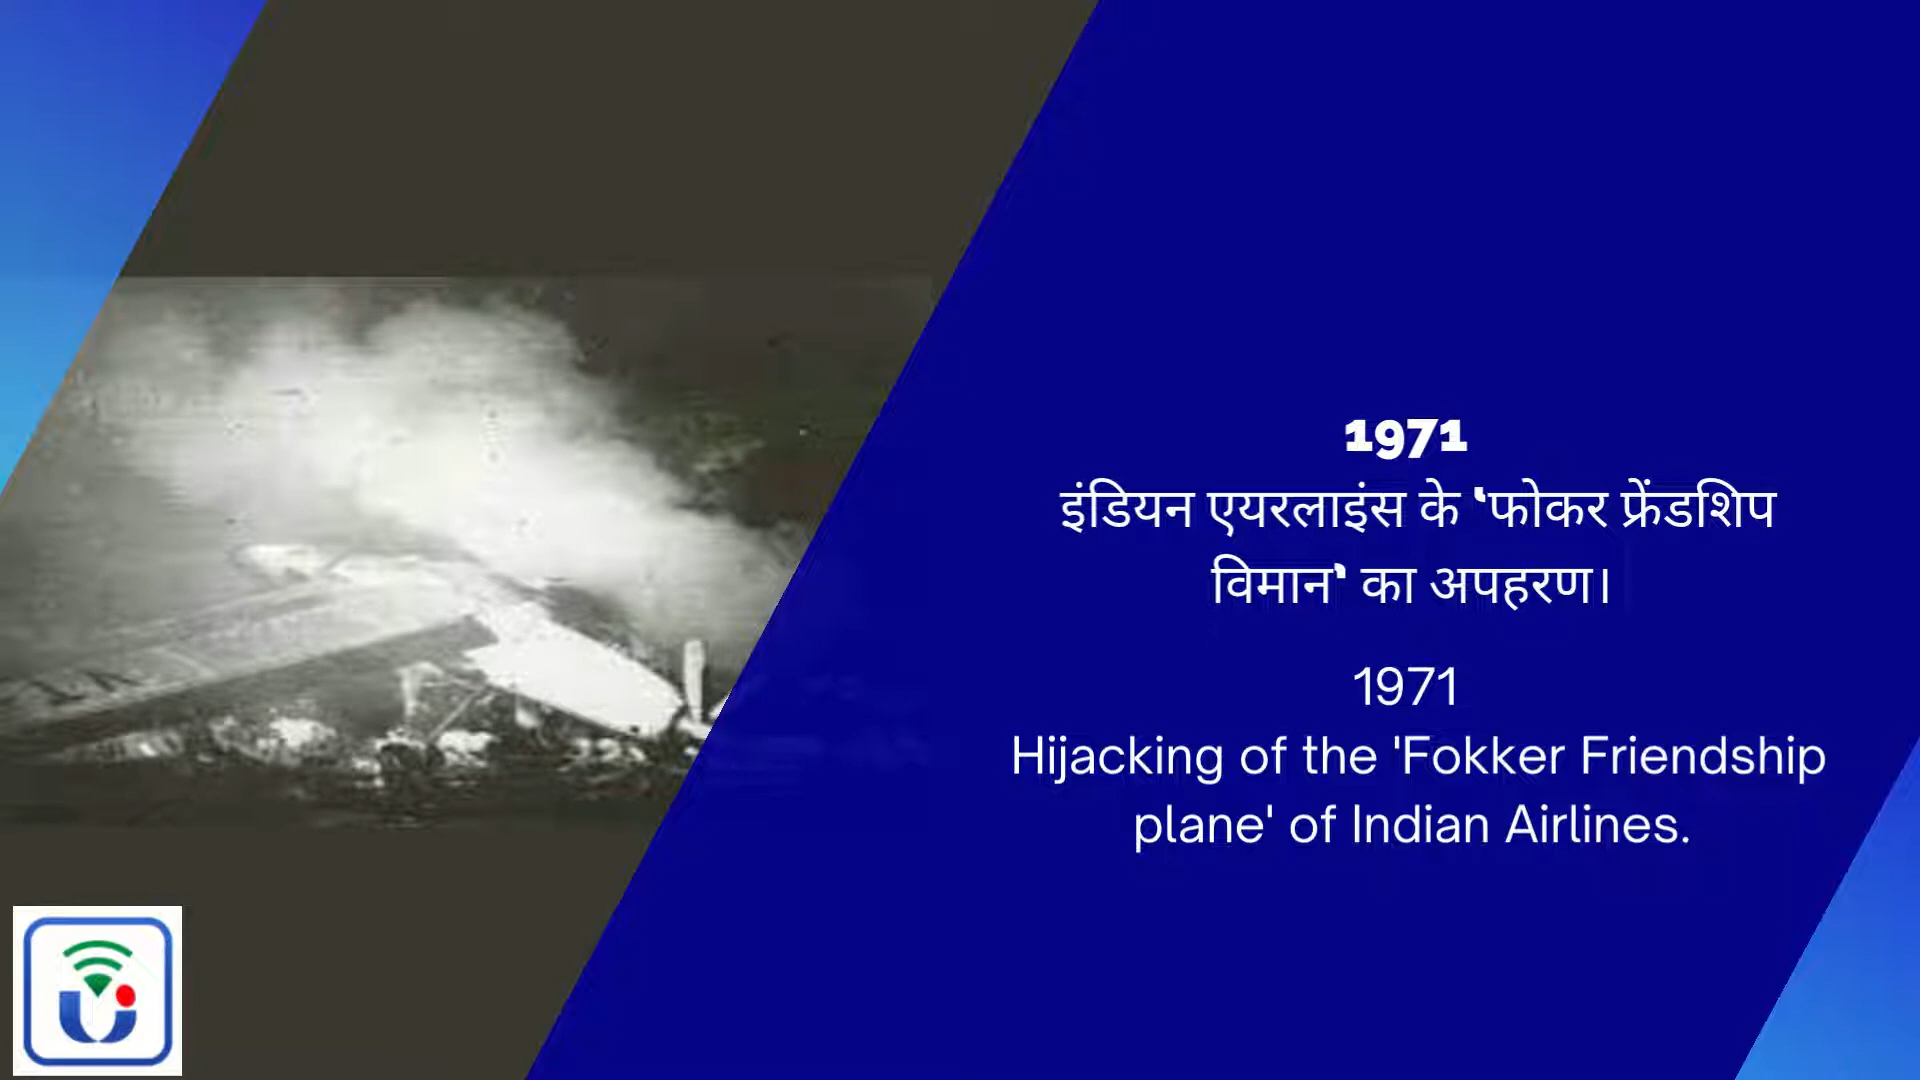 1971
इंडियन एयरलाइंस के ‘फोकर फ्रेंडशिप
विमान’ का अपहरण।
1971
Hijacking of the 'Fokker Friendship
plane' of Indian Airlines.